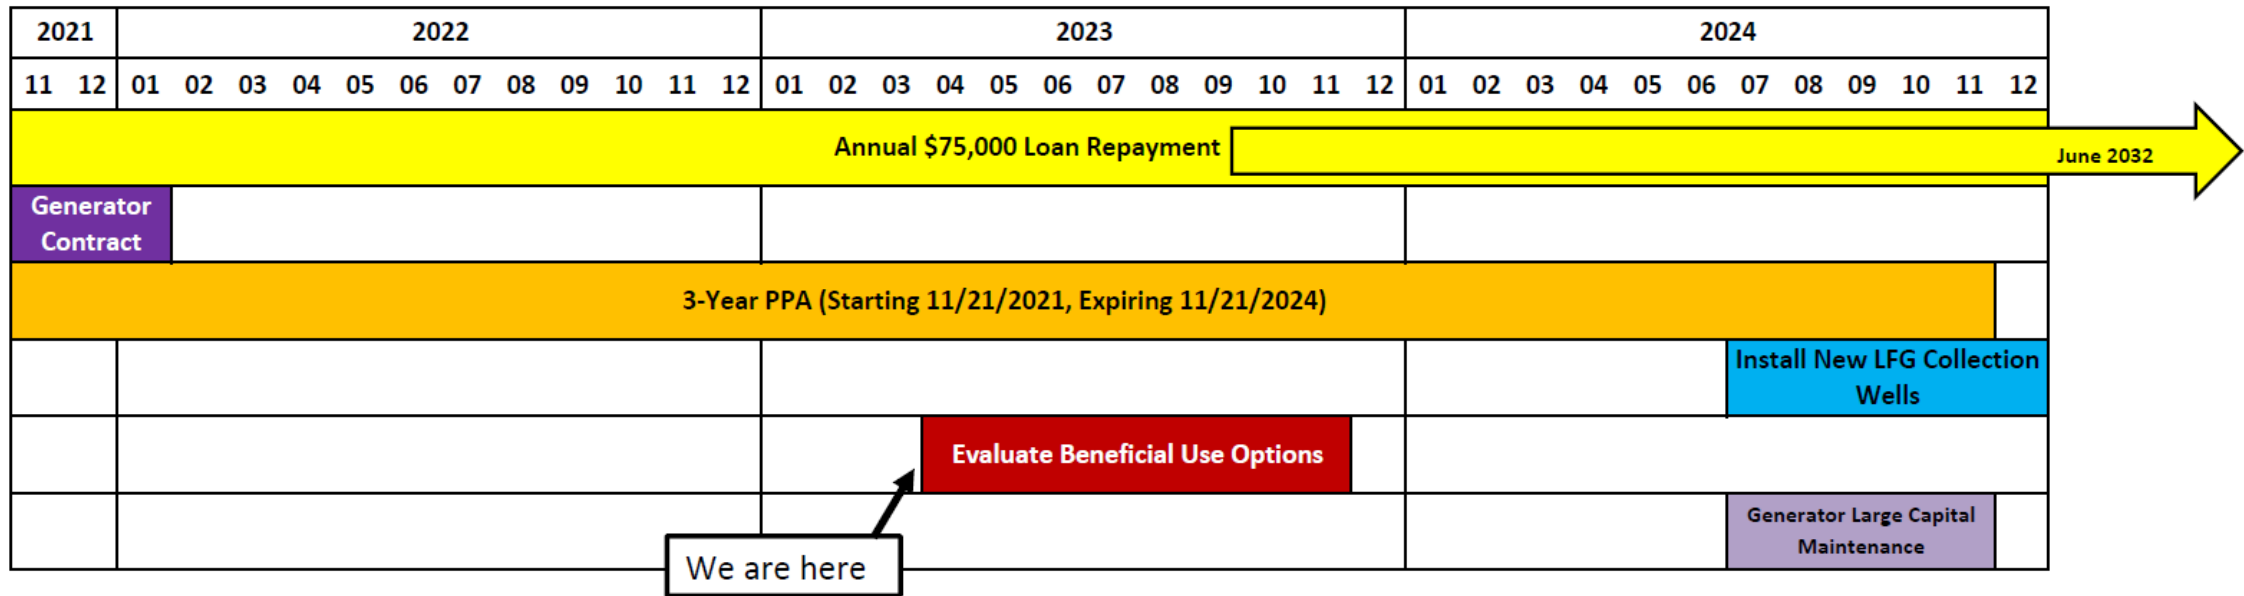 2021 2022 2023 2024
11 12 01 02 03 04 05 06 07 08 09 10 11 12 01 02 03 04 05 06 07 08 09 10 11 12 01 02 03 04 05 06 07 08 09 10 11 12
Annual $75,000 Loan Repayment
June 2032
Generator
Contract
3-Year PPA (Starting 11/21/2021, Expiring 11/21/2024)
Install New LFG Collection
Wells
Evaluate Beneficial Use Options
Generator Large Capital
Maintenance
We are here